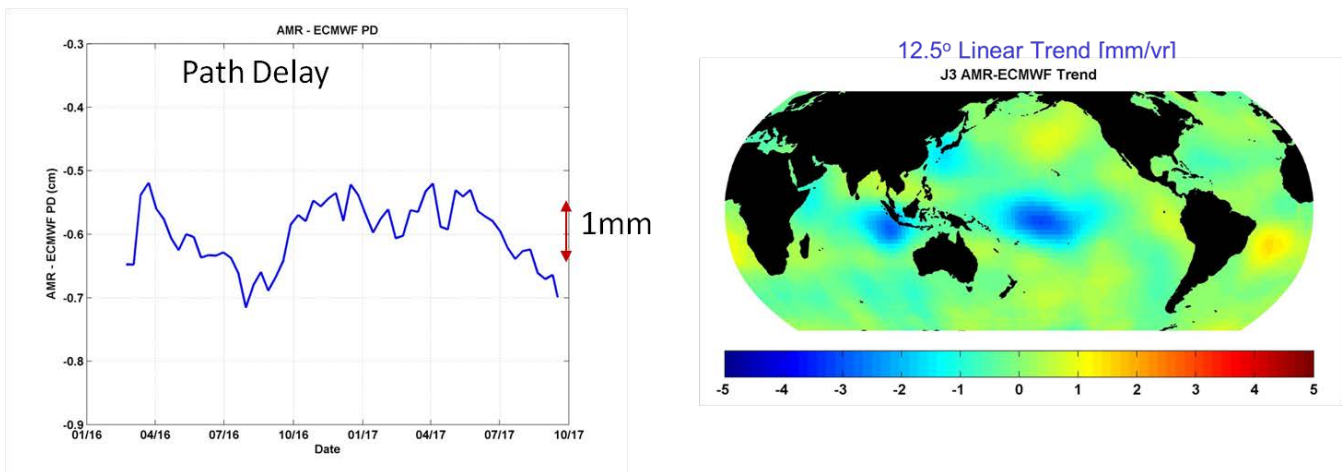 AMR - ECMWF PD
Path Delay
AMR - ECMWF PD (cm)
-0.3
-0.4
-0.5
-0.6
-0.7
-0.8
-0.9
01/16 04/16 07/16 10/16 01/17 04/17 07/17 10/17
Date
1mm
12.5º Linear Trend [mm/yr]
J3 AMR-ECMWF Trend
-5 -4 -3 -2 -1 0 1 2 3 4 5